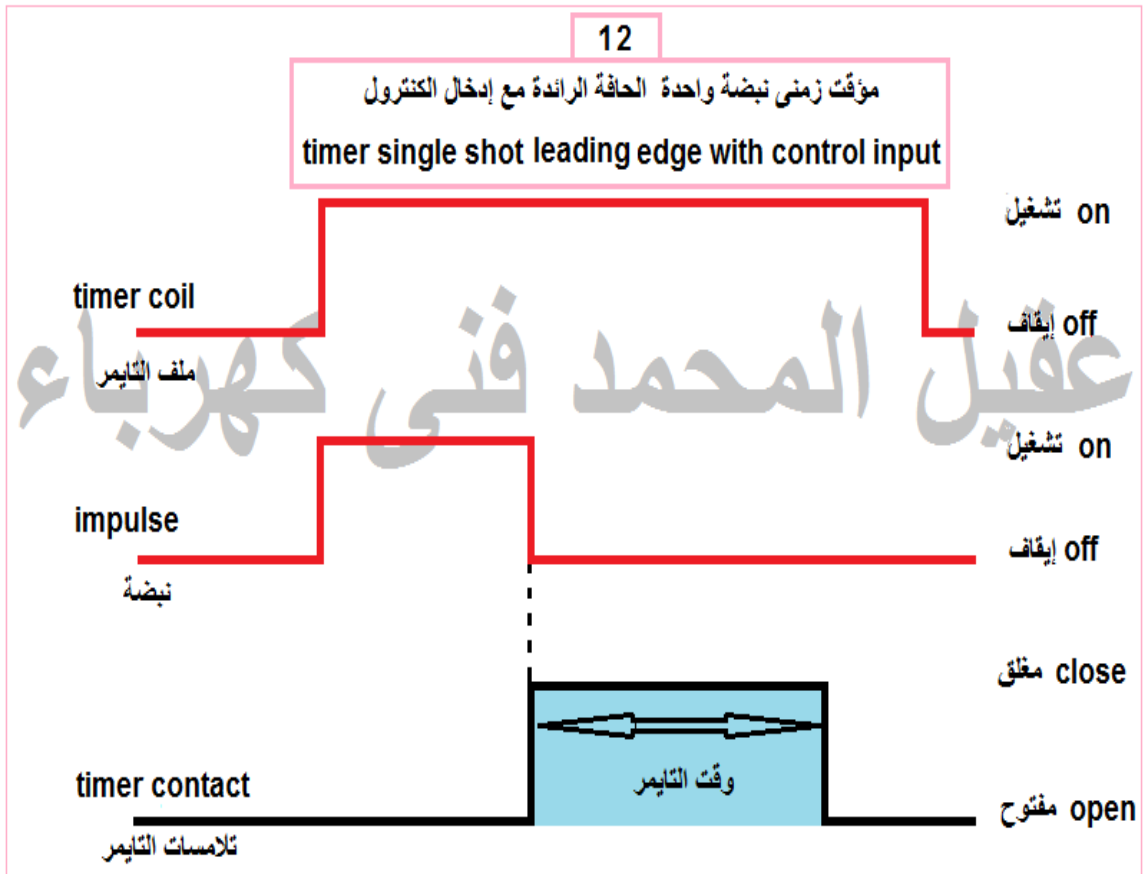 12
مؤقت زمنى نبضة واحدة الحافة الرائدة مع إدخال الكنترول
timer single shot leading edge with control input
on تشغيل
timer coil
off إيقاف
ملف التايمر
عقيل المحمد فنى كهرباء
on تشغيل
impulse
off إيقاف
نبضة
close مغلق
وقت التايمر
timer contact
open مفتوح
تلامسات التايمر